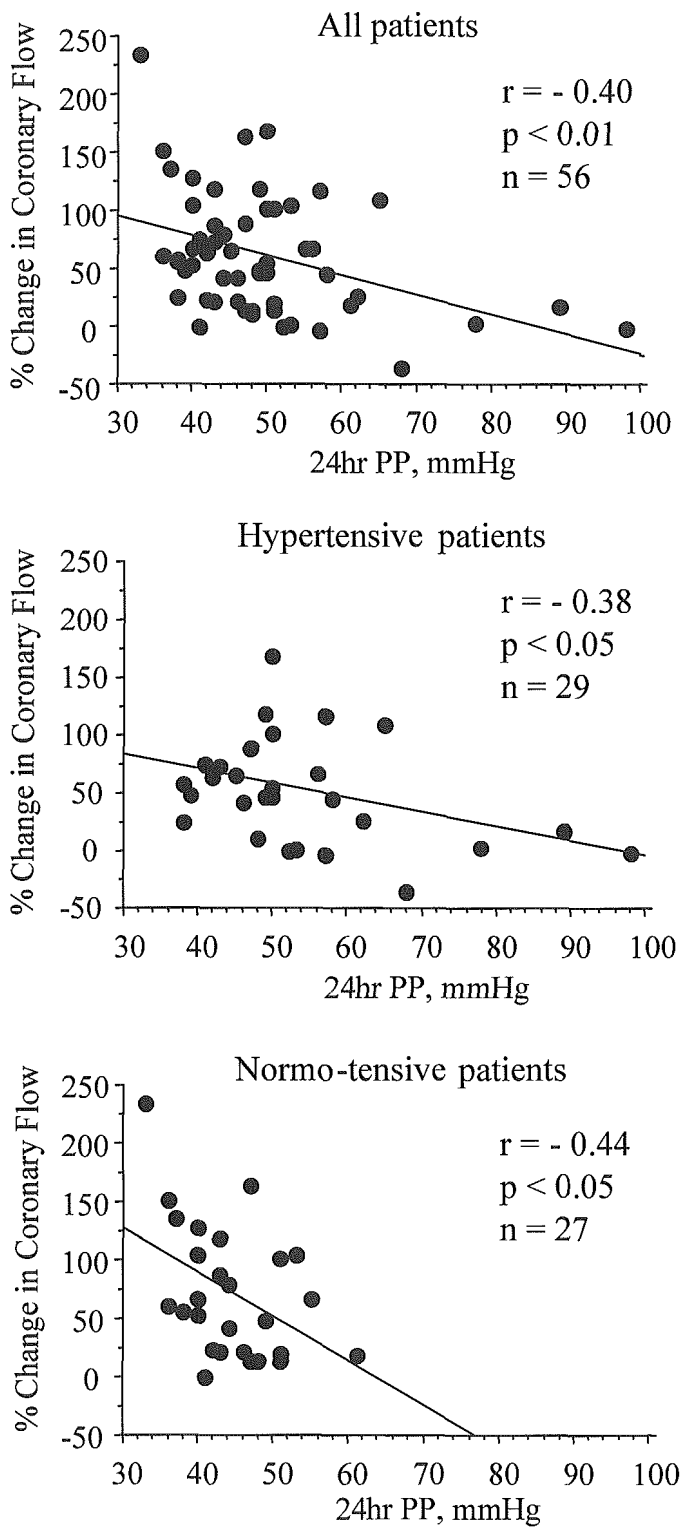 All patients
% Change in Coronary Flow
250
200
150
100
50
0
-50
r = - 0.40
p < 0.01
n = 56
30 40 50 60 70 80 90 100
24hr PP, mmHg
Hypertensive patients
% Change in Coronary Flow
250
200
150
100
50
0
-50
r = - 0.38
p < 0.05
n = 29
30 40 50 60 70 80 90 100
24hr PP, mmHg
Normo-tensive patients
% Change in Coronary Flow
250
200
150
100
50
0
-50
r = - 0.44
p < 0.05
n = 27
30 40 50 60 70 80 90 100
24hr PP, mmHg